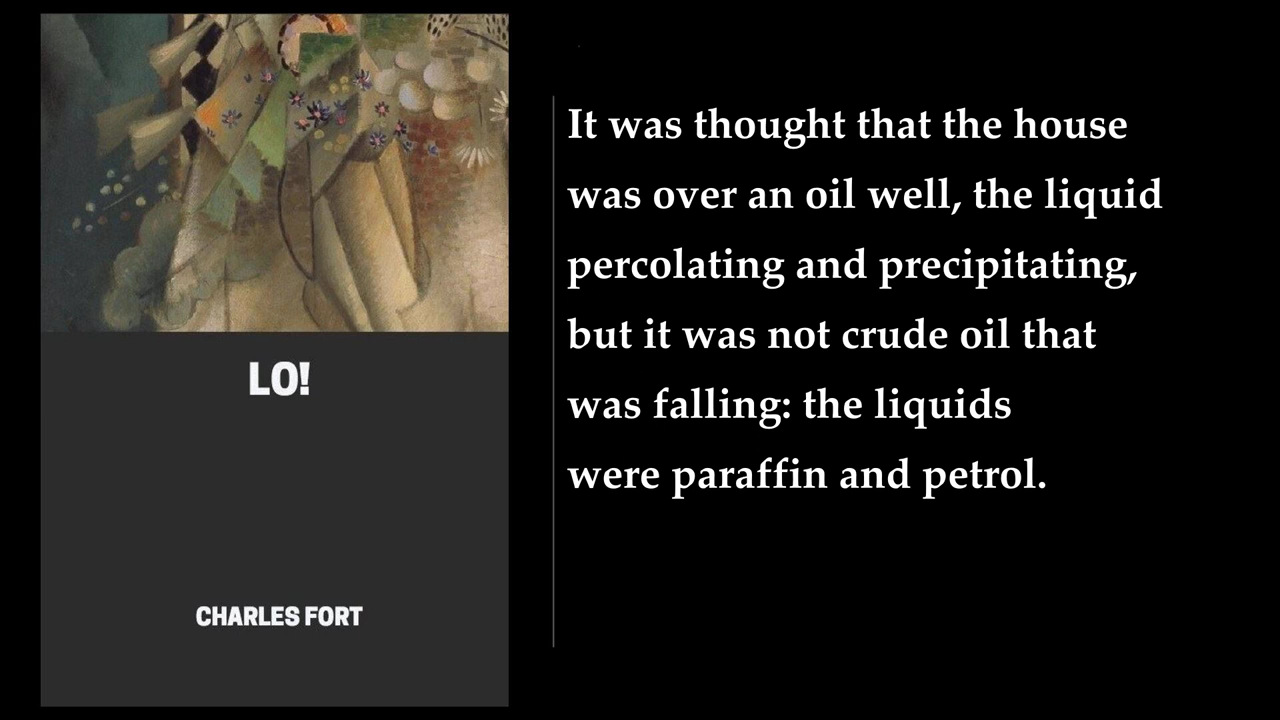 LO!
CHARLES FORT
It was thought that the house
was over an oil well, the liquid
percolating and precipitating,
but it was not crude oil that
was falling: the liquids
were paraffin and petrol.